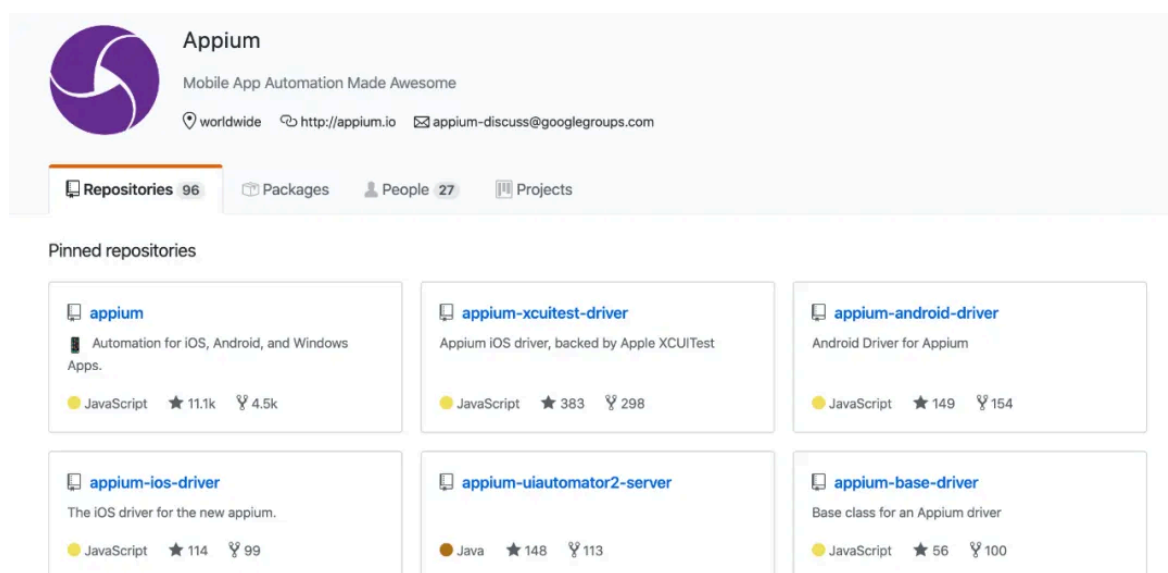 Appium
Mobile App Automation Made Awesome
worldwide http://appium.io appium-discuss@googlegroups.com
Repositories 96 Packages People 27 Projects
Pinned repositories
appium
Automation for iOS, Android, and Windows
Apps.
JavaScript 11.1k 4.5k
appium-xcuitest-driver
Appium iOS driver, backed by Apple XCUITest
JavaScript 383 298
appium-android-driver
Android Driver for Appium
JavaScript 149 154
appium-ios-driver
The iOS driver for the new appium.
JavaScript 114 99
appium-uiautomator2-server
Java 148 113
appium-base-driver
Base class for an Appium driver
JavaScript 56 100